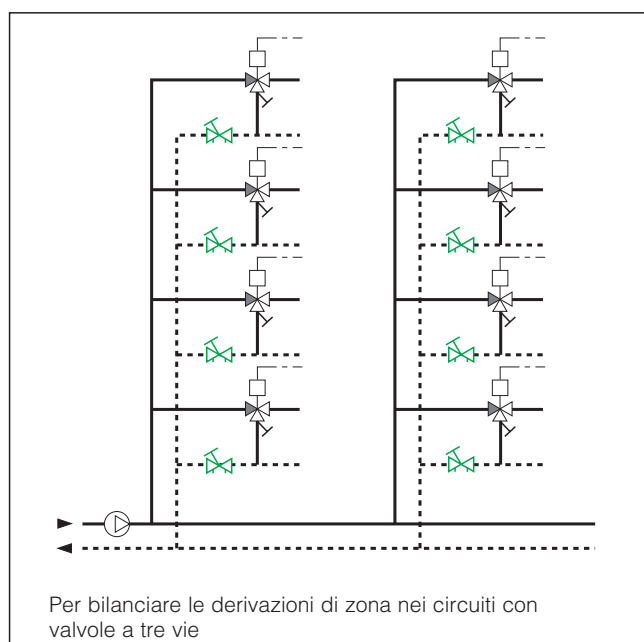 Per bilanciare le derivazioni di zona nei circuiti con
valvole a tre vie